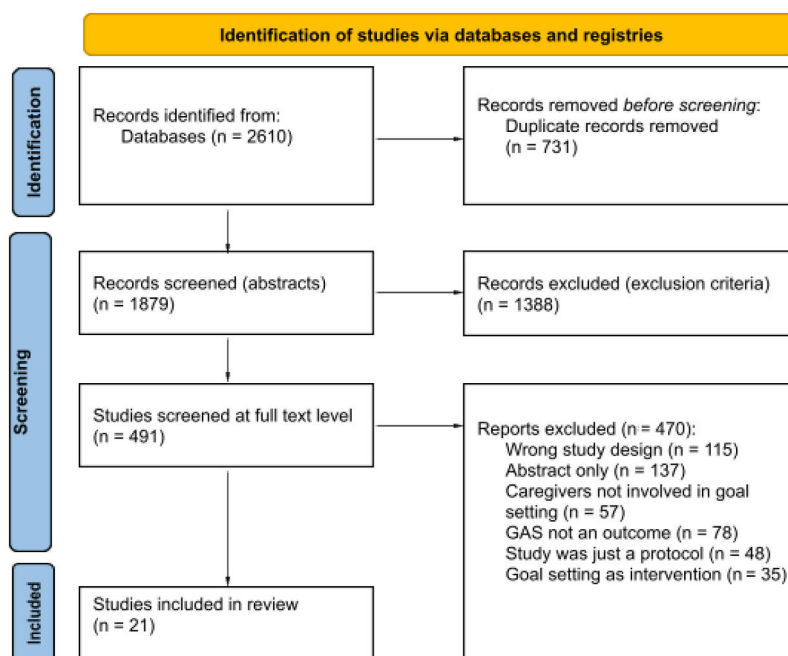 Identification of studies via databases and registries
Identification
Records identified from:
Databases (n = 2610)
Records removed before screening:
Duplicate records removed
(n = 731)
Screening
Records screened (abstracts)
(n = 1879)
Records excluded (exclusion criteria)
(n = 1388)
Studies screened at full text level
(n = 491)
Reports excluded (n = 470):
Wrong study design (n = 115)
Abstract only (n = 137)
Caregivers not involved in goal
setting (n = 57)
GAS not an outcome (n = 78)
Study was just a protocol (n = 48)
Goal setting as intervention (n = 35)
Included
Studies included in review
(n = 21)